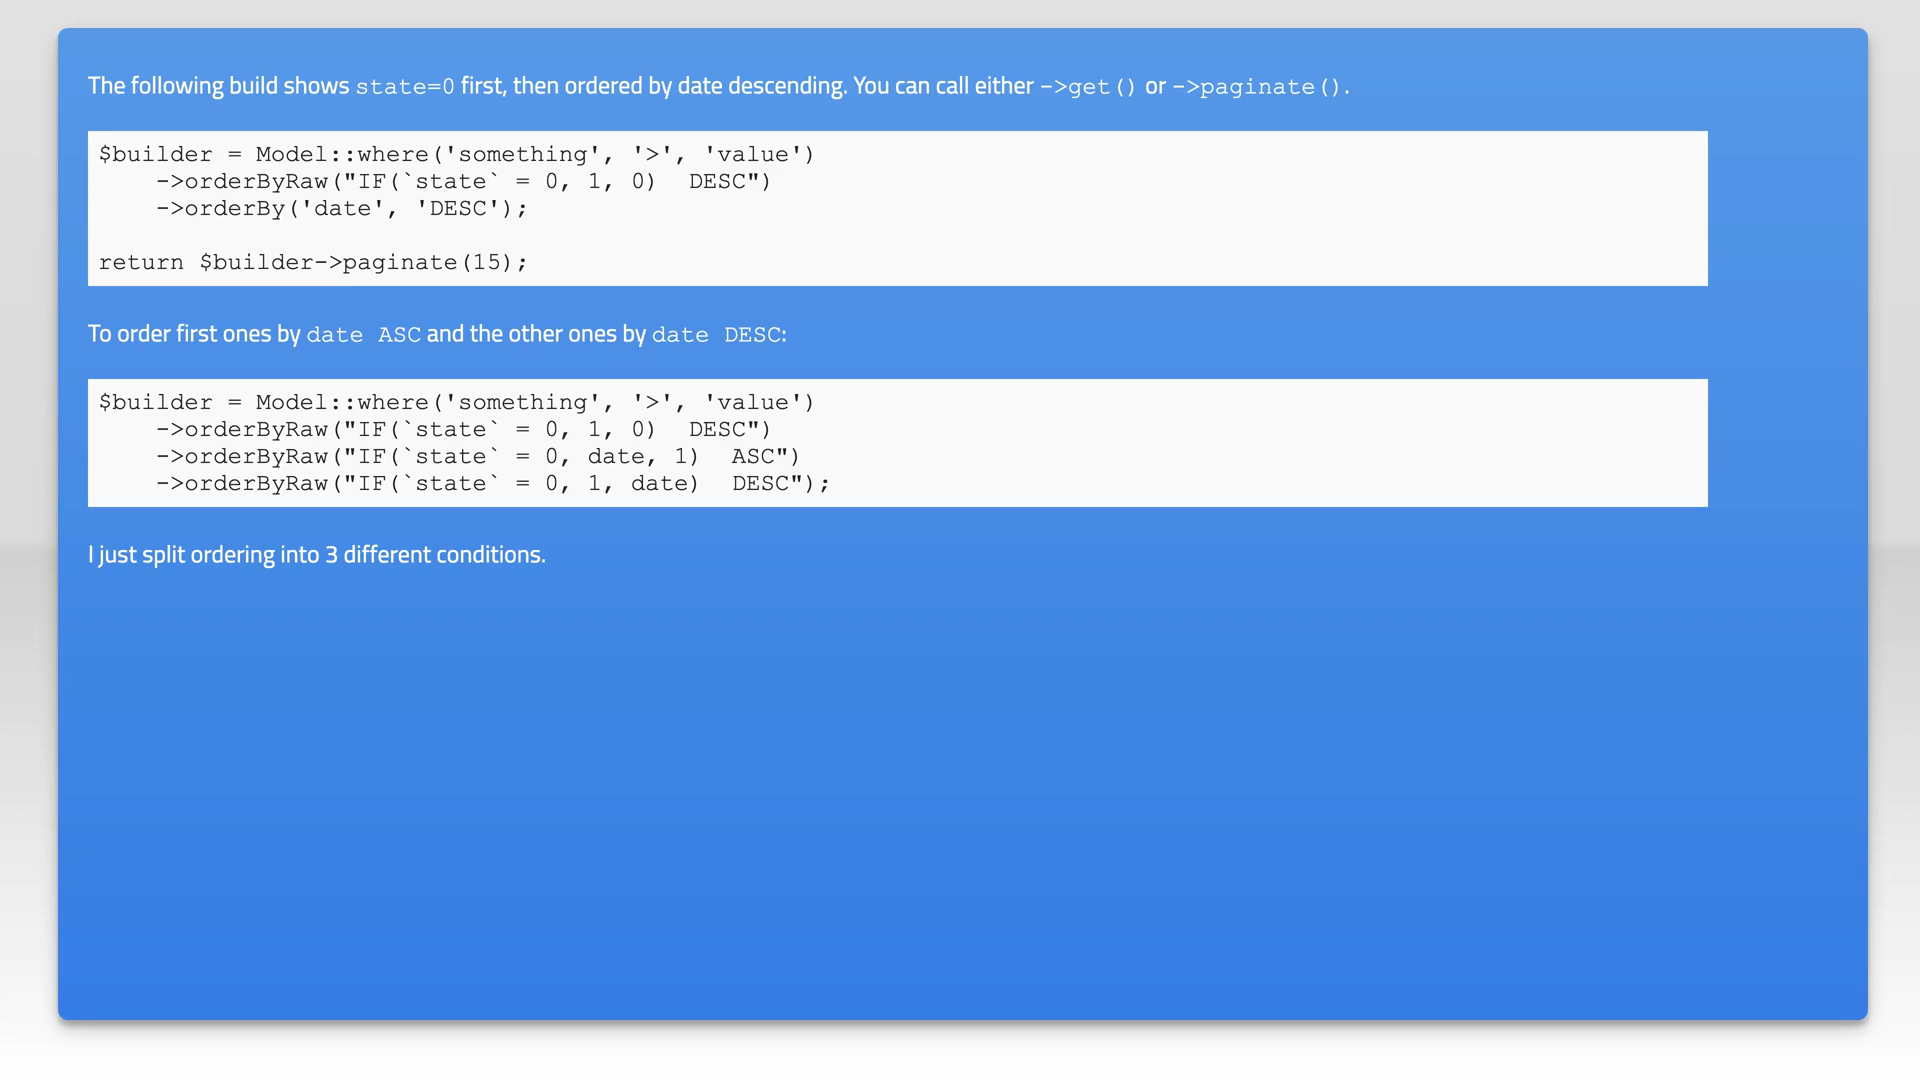 The following build shows state=0 first, then ordered by date descending. You can call either ->get() or ->paginate().
$builder = Model::where('something', '>', 'value')
    ->orderByRaw("IF(`state` = 0, 1, 0)  DESC")
    ->orderBy('date', 'DESC');
return $builder->paginate(15);
To order first ones by date ASC and the other ones by date DESC:
$builder = Model::where('something', '>', 'value')
    ->orderByRaw("IF(`state` = 0, 1, 0)  DESC")
    ->orderByRaw("IF(`state` = 0, date, 1)  ASC")
    ->orderByRaw("IF(`state` = 0, 1, date)  DESC");
I just split ordering into 3 different conditions.